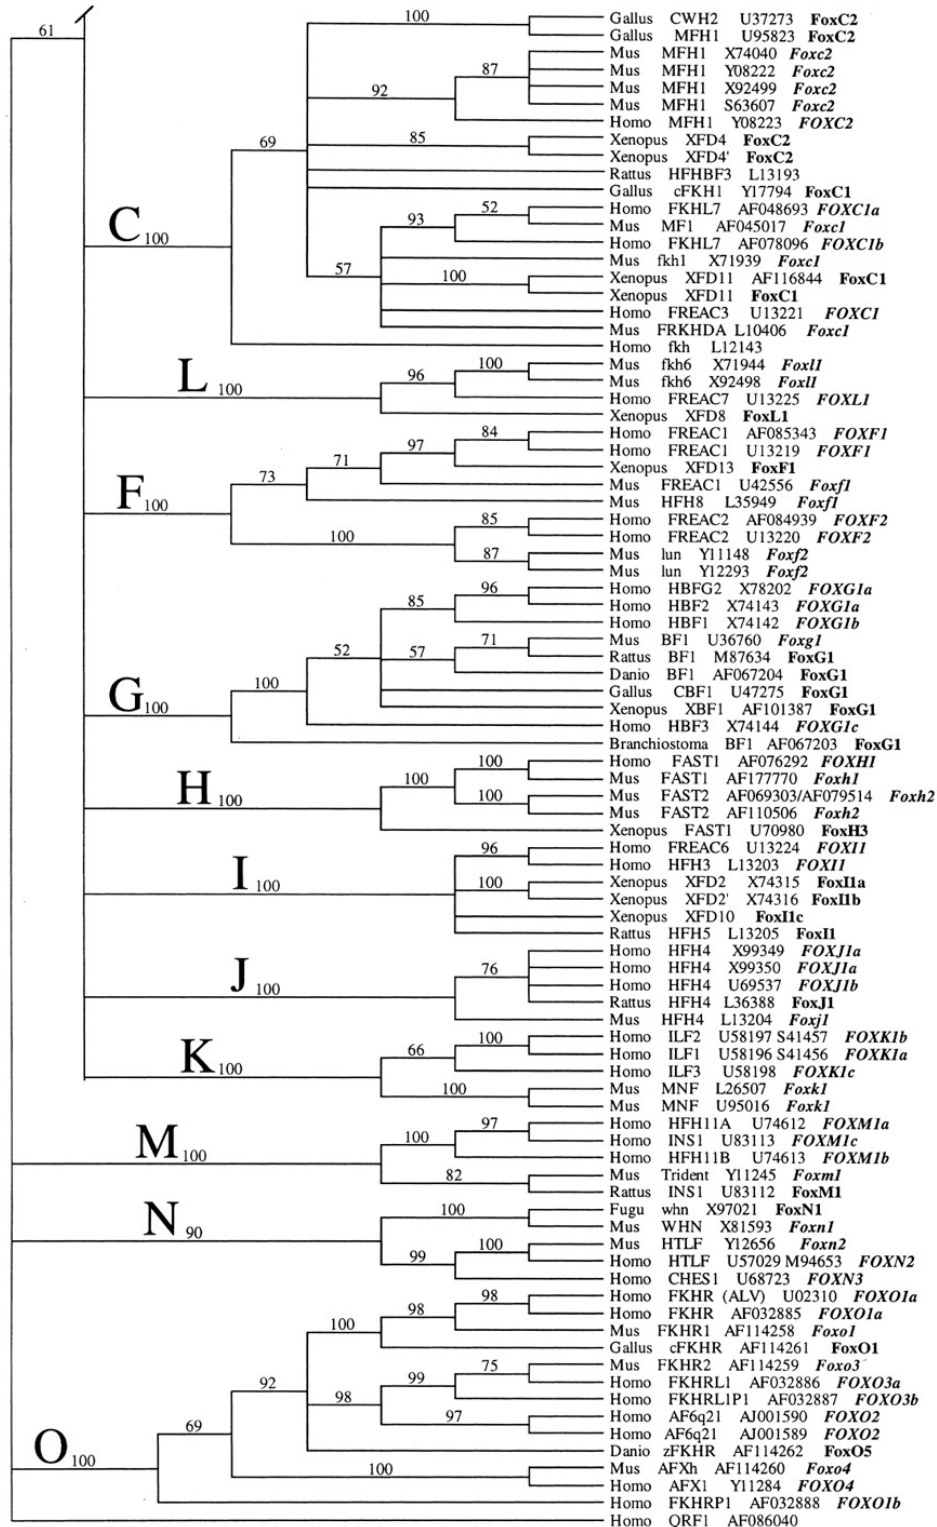 61
100
Gallus CWH2 U37273 FoxC2
Gallus MFH1 U95823 FoxC2
Mus MFH1 X74040 Foxc2
87
Mus MFH1 Y08222 Foxc2
92
Mus MFH1 X92499 Foxc2
Mus MFH1 S63607 Foxc2
Homo MFH1 Y08223 FOXC2
69
85
Xenopus XFD4 FoxC2
Xenopus XFD4' FoxC2
Rattus HFHBF3 L13193
Gallus cFKH1 Y17794 FoxC1
C 100
93
52
Homo FKHL7 AF048693 FOXC1a
Mus MF1 AF045017 Foxc1
Homo FKHL7 AF078096 FOXC1b
57
Mus fkh1 X71939 Foxc1
100
Xenopus XFD11 AF116844 FoxC1
Xenopus XFD11 FoxC1
Homo FREAC3 U13221 FOXC1
Mus FRKHDA L10406 Foxc1
Homo fkh L12143
L 100
96
100
Mus fkh6 X71944 Foxl1
Mus fkh6 X92498 Foxl1
Homo FREAC7 U13225 FOXL1
Xenopus XFD8 FoxL1
84
Homo FREAC1 AF085343 FOXF1
97
Homo FREAC1 U13219 FOXF1
71
Xenopus XFD13 FoxF1
73
Mus FREAC1 U42556 Foxf1
F 100
Mus HFH8 L35949 Foxf1
85
Homo FREAC2 AF084939 FOXF2
100
Homo FREAC2 U13220 FOXF2
87
Mus lun Y11148 Foxf2
Mus lun Y12293 Foxf2
96
Homo HBFG2 X78202 FOXG1a
85
Homo HBF2 X74143 FOXG1a
Homo HBF1 X74142 FOXG1b
71
Mus BF1 U36760 Foxg1
52
57
Rattus BF1 M87634 FoxG1
Danio BF1 AF067204 FoxG1
100
Gallus CBF1 U47275 FoxG1
G 100
Xenopus XBF1 AF101387 FoxG1
Homo HBF3 X74144 FOXG1c
Branchiostoma BF1 AF067203 FoxG1
100
Homo FAST1 AF076292 FOXH1
100
Mus FAST1 AF177770 Foxh1
H 100
100
Mus FAST2 AF069303/AF079514 Foxh2
Mus FAST2 AF110506 Foxh2
Xenopus FAST1 U70980 FoxH3
96
Homo FREAC6 U13224 FOXI1
Homo HFH3 L13203 FOXI1
I 100
100
Xenopus XFD2 X74315 FoxI1a
Xenopus XFD2' X74316 FoxI1b
Xenopus XFD10 FoxI1c
Rattus HFH5 L13205 FoxI1
Homo HFH4 X99349 FOXJ1a
76
Homo HFH4 X99350 FOXJ1a
J 100
Homo HFH4 U69537 FOXJ1b
Rattus HFH4 L36388 FoxJ1
Mus HFH4 L13204 Foxj1
100
Homo ILF2 U58197 S41457 FOXK1b
66
Homo ILF1 U58196 S41456 FOXK1a
K 100
Homo ILF3 U58198 FOXK1c
100
Mus MNF L26507 Foxk1
Mus MNF U95016 Foxk1
97
Homo HFH11A U74612 FOXM1a
100
Homo INS1 U83113 FOXM1c
M 100
Homo HFH11B U74613 FOXM1b
82
Mus Trident Y11245 Foxm1
Rattus INS1 U83112 FoxM1
100
Fugu whn X97021 FoxN1
N 90
Mus WHN X81593 Foxn1
100
Mus HTLF Y12656 Foxn2
99
Homo HTLF U57029 M94653 FOXN2
Homo CHES1 U68723 FOXN3
98
Homo FKHR (ALV) U02310 FOXO1a
98
Homo FKHR AF032885 FOXO1a
100
Mus FKHR1 AF114258 Foxo1
Gallus cFKHR AF114261 FoxO1
75
Mus FKHR2 AF114259 Foxo3
92
99
Homo FKHRL1 AF032886 FOXO3a
98
Homo FKHRL1P1 AF032887 FOXO3b
97
Homo AF6q21 AJ001590 FOXO2
69
Homo AF6q21 AJ001589 FOXO2
Danio zFKHR AF114262 FoxO5
O 100
100
Mus AFXh AF114260 Foxo4
Homo AFX1 Y11284 FOXO4
Homo FKHRP1 AF032888 FOXO1b
Homo QRF1 AF086040